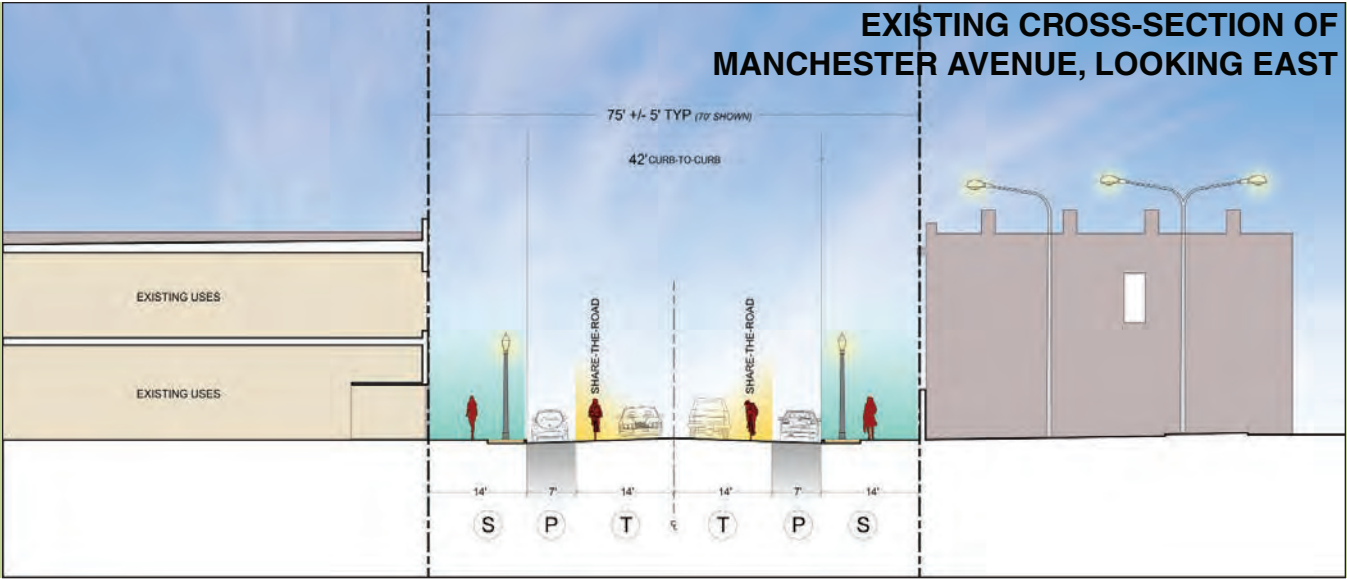 EXISTING CROSS-SECTION OF
MANCHESTER AVENUE, LOOKING EAST
75' +/- 5' TYP (70' SHOWN)
42' CURB-TO-CURB
EXISTING USES
SHARE-THE-ROAD
SHARE-THE-ROAD
EXISTING USES
14' 7' 14' 14' 7' 14'
S P T ℄ T P S